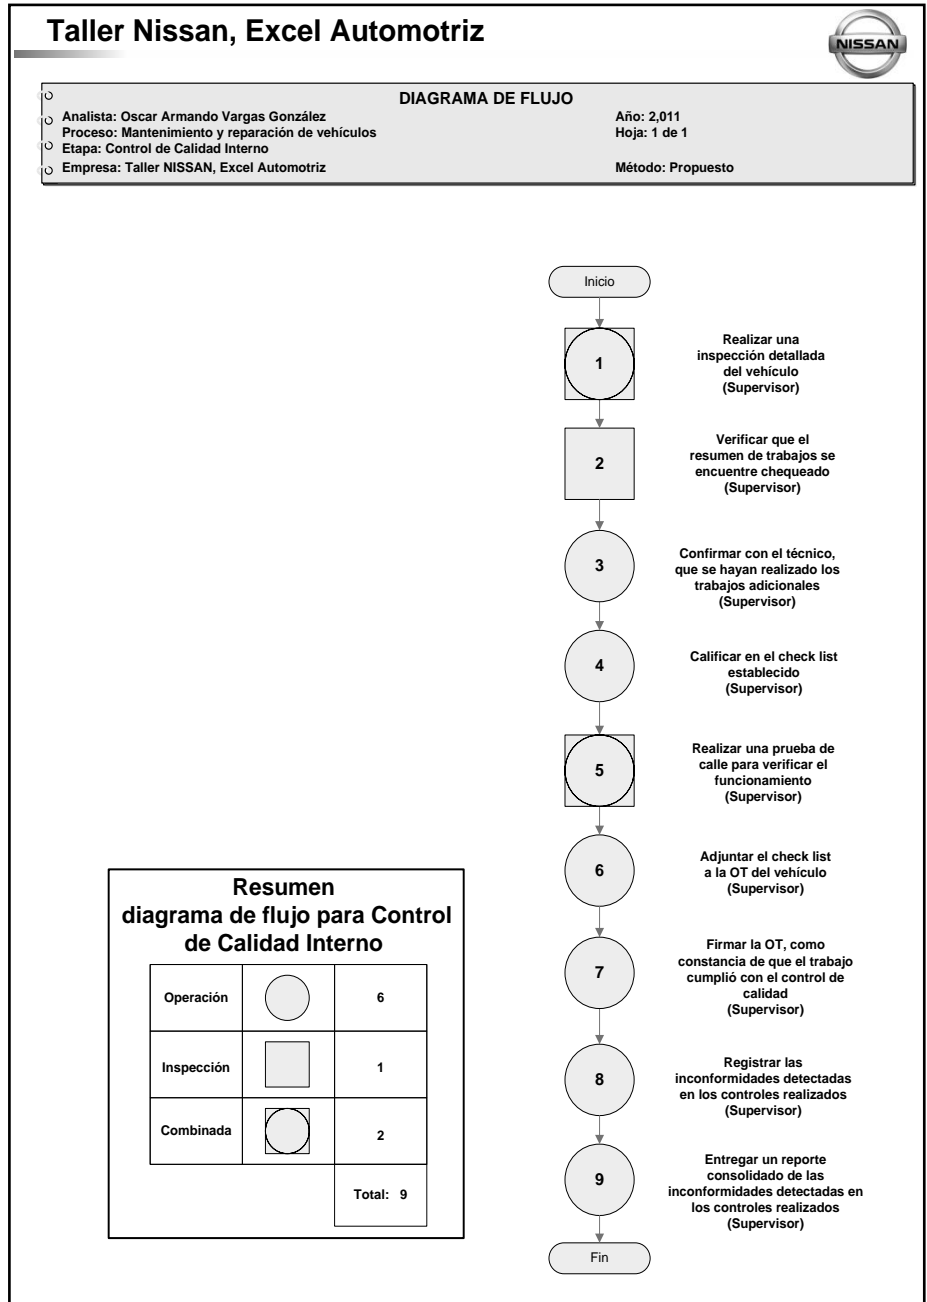 Taller Nissan, Excel Automotriz
NISSAN
DIAGRAMA DE FLUJO
Analista: Oscar Armando Vargas González
Año: 2,011
Proceso: Mantenimiento y reparación de vehículos
Hoja: 1 de 1
Etapa: Control de Calidad Interno
Empresa: Taller NISSAN, Excel Automotriz
Método: Propuesto
Inicio
1
Realizar una
inspección detallada
del vehículo
(Supervisor)
2
Verificar que el
resumen de trabajos se
encuentre chequeado
(Supervisor)
3
Confirmar con el técnico,
que se hayan realizado los
trabajos adicionales
(Supervisor)
4
Calificar en el check list
establecido
(Supervisor)
5
Realizar una prueba de
calle para verificar el
funcionamiento
(Supervisor)
6
Adjuntar el check list
a la OT del vehículo
(Supervisor)
7
Firmar la OT, como
constancia de que el trabajo
cumplió con el control de
calidad
(Supervisor)
8
Registrar las
inconformidades detectadas
en los controles realizados
(Supervisor)
9
Entregar un reporte
consolidado de las
inconformidades detectadas en
los controles realizados
(Supervisor)
Fin
Resumen
diagrama de flujo para Control
de Calidad Interno
Operación
6
Inspección
1
Combinada
2
Total: 9